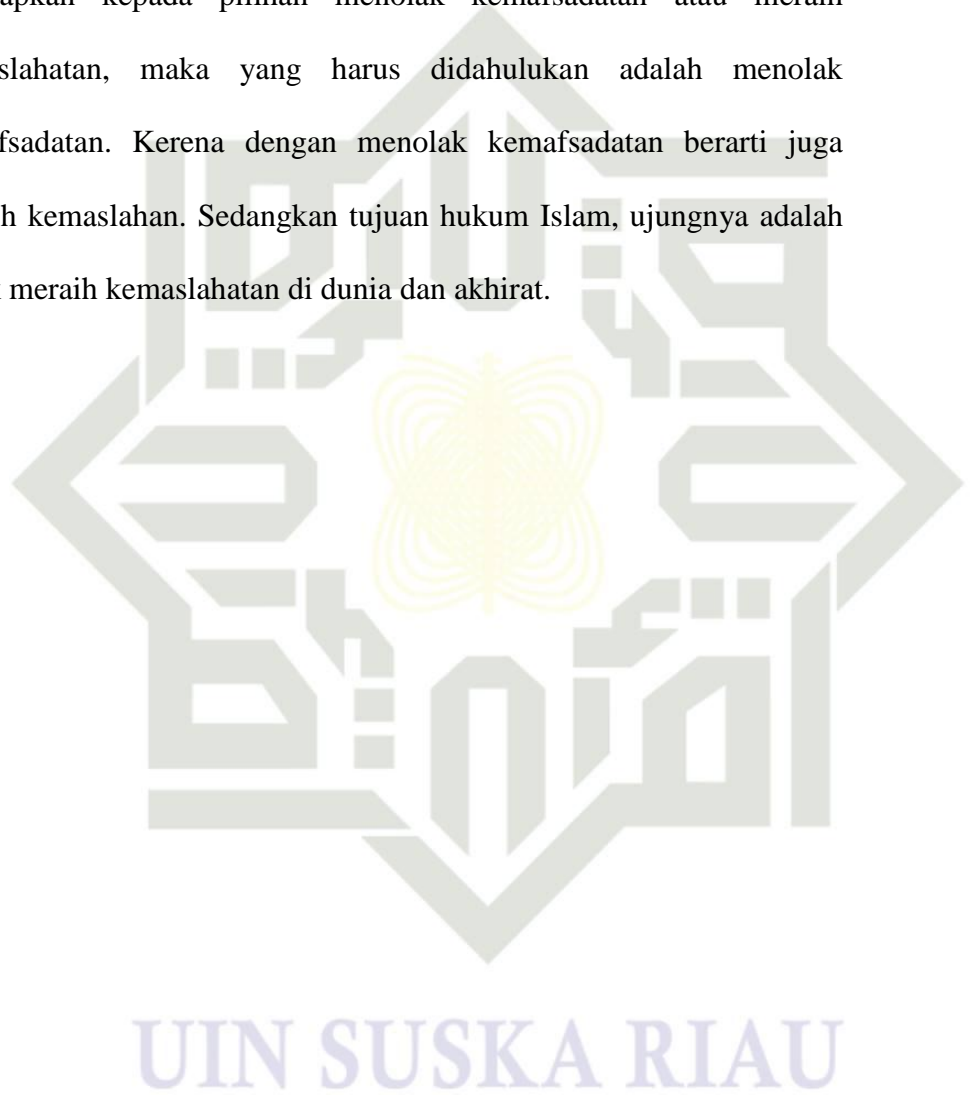 apkan kepada pilihan menolak kemafsadatan atau meraih
slahatan, maka yang harus didahulukan adalah menolak
fsadatan. Kerena dengan menolak kemafsadatan berarti juga
h kemaslahan. Sedangkan tujuan hukum Islam, ujungnya adalah
meraih kemaslahatan di dunia dan akhirat.
UIN SUSKA RIAU